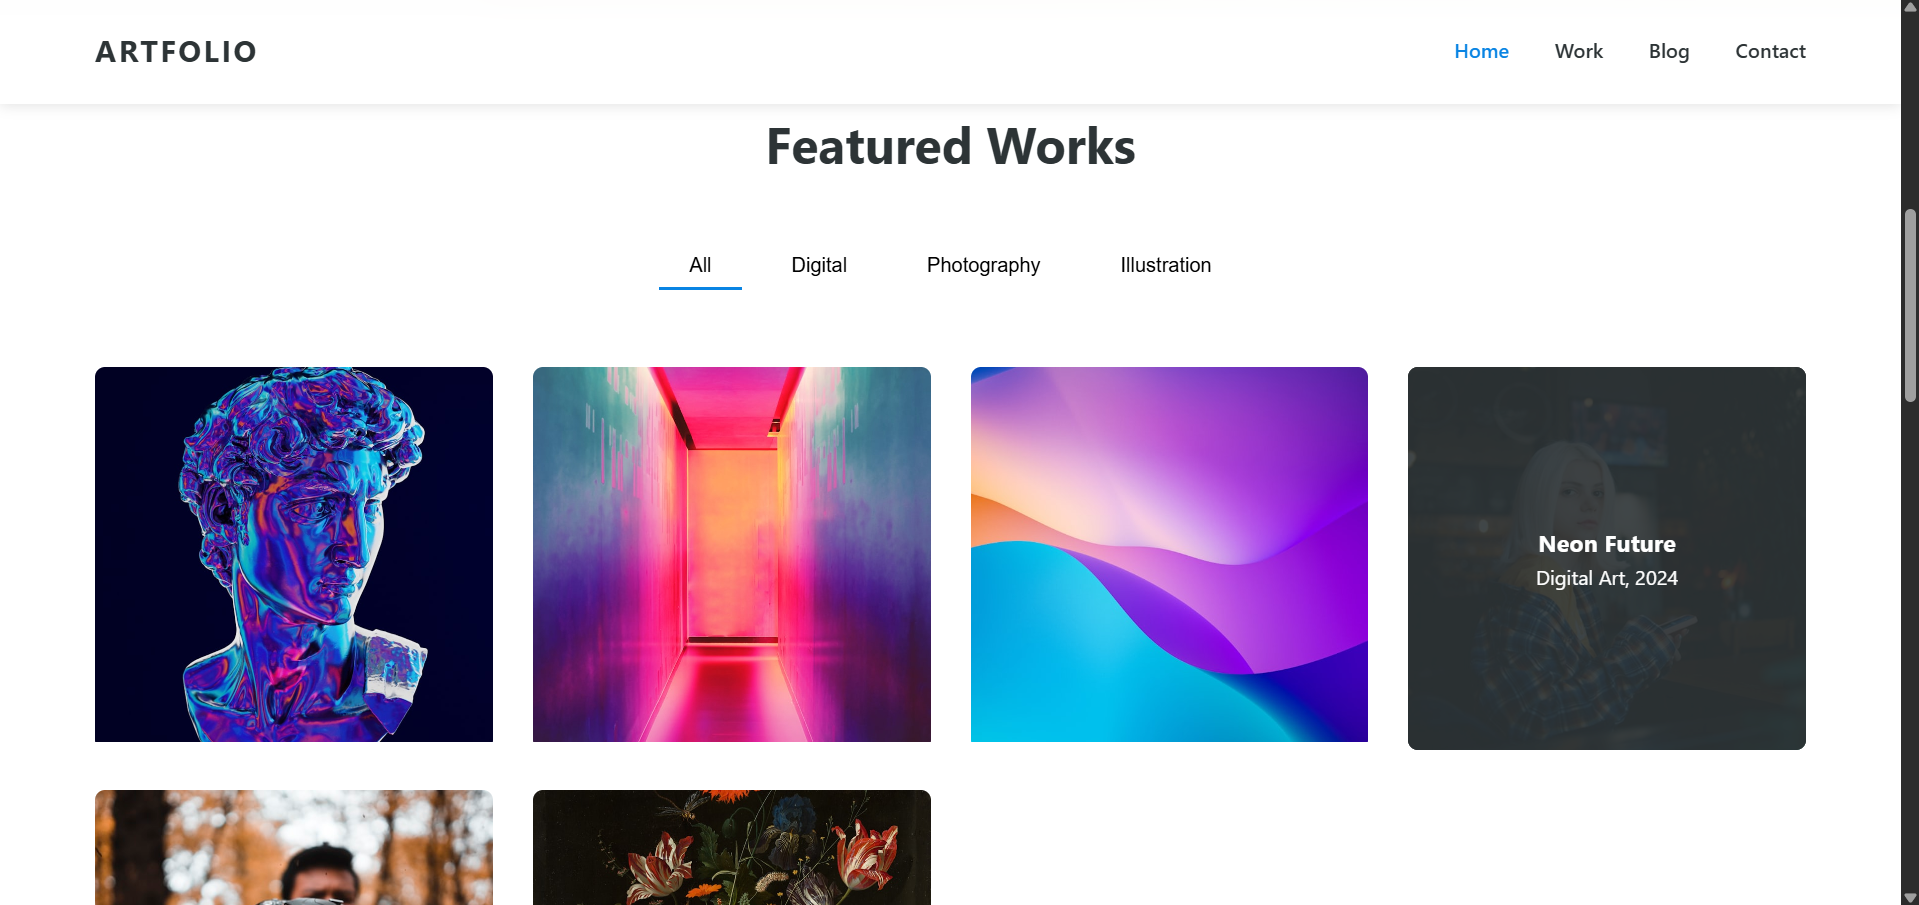 ARTFOLIO
Home Work Blog Contact
Featured Works
All Digital Photography Illustration
Neon Future
Digital Art, 2024